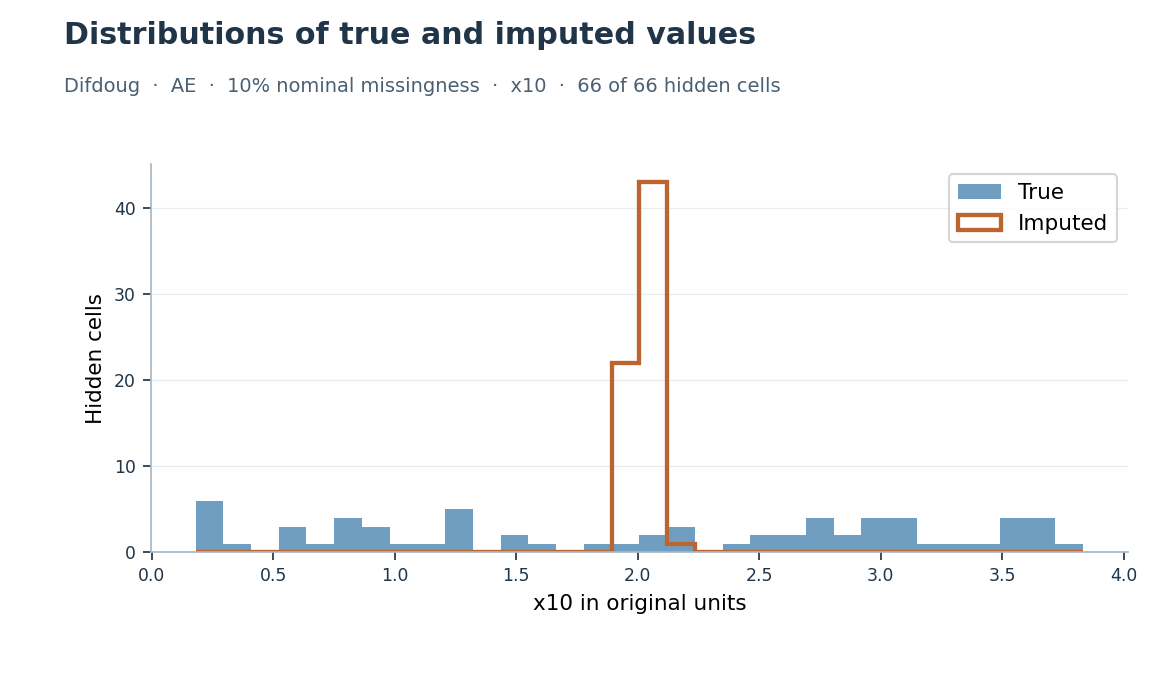 Distributions of true and imputed values
Difdoug · AE · 10% nominal missingness · x10 · 66 of 66 hidden cells
True
Imputed
Hidden cells
40
30
20
10
0
0.0 0.5 1.0 1.5 2.0 2.5 3.0 3.5 4.0
x10 in original units